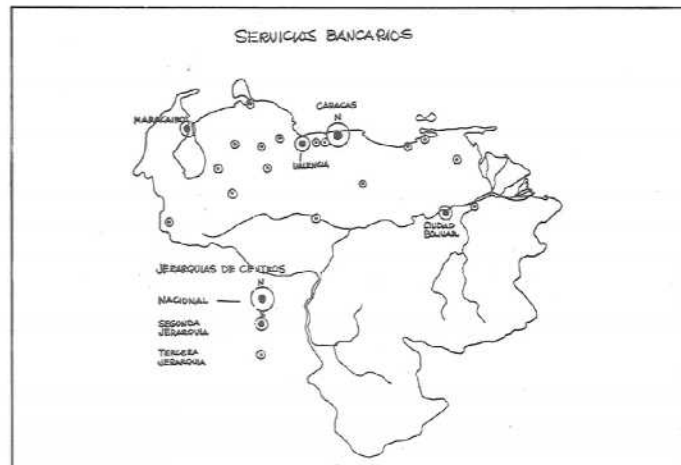 SERVICIOS BANCARIOS
CARACAS
N
MARACAIBO
VALENCIA
CIUDAD
BOLIVAR
JERARQUIAS DE CENTROS
N
NACIONAL
SEGUNDA
JERARQUIA
TERCERA
JERARQUIA